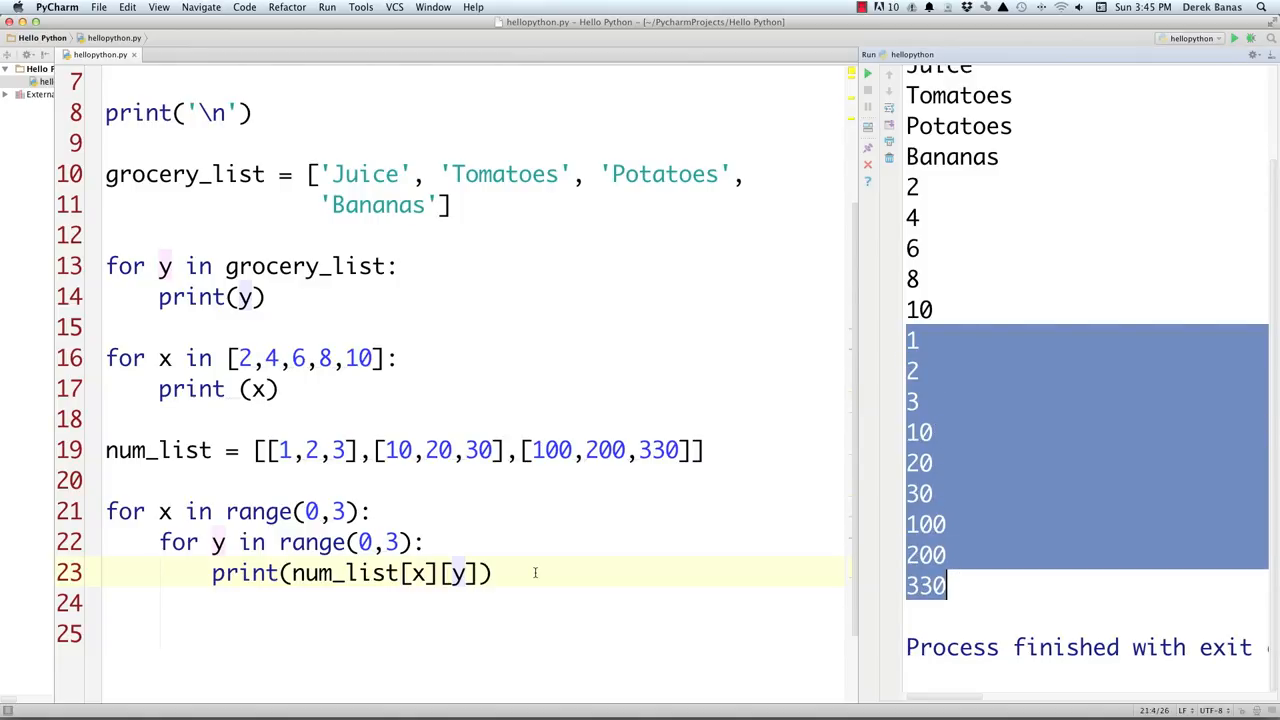 PyCharm File Edit View Navigate Code Refactor Run Tools VCS Window Help 10 Sun 3:45 PM Derek Banas
hellopython.py - Hello Python - [~/PycharmProjects/Hello Python]
Hello Python hellopython.py hellopython
hellopython.py Run hellopython
Hello P
hell
Extern
7
8 print('\n')
9
10 grocery_list = ['Juice', 'Tomatoes', 'Potatoes',
11 'Bananas']
12
13 for y in grocery_list:
14 print(y)
15
16 for x in [2,4,6,8,10]:
17 print (x)
18
19 num_list = [[1,2,3],[10,20,30],[100,200,330]]
20
21 for x in range(0,3):
22 for y in range(0,3):
23 print(num_list[x][y])
24
25
Juice
Tomatoes
Potatoes
Bananas
2
4
6
8
10
1
2
3
10
20
30
100
200
330
Process finished with exit
21:4/26 LF UTF-8